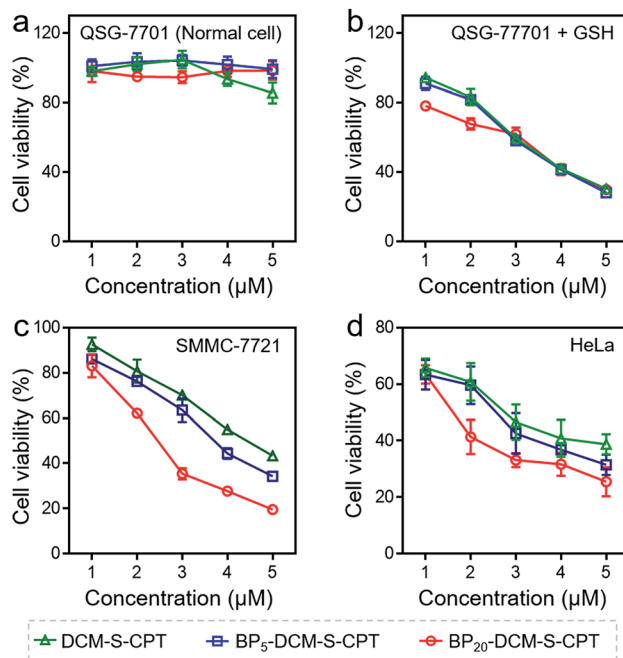 a
QSG-7701 (Normal cell)
120
80
40
0
Cell viability (%)
1 2 3 4 5
Concentration (μM)
b
QSG-77701 + GSH
120
80
40
0
Cell viability (%)
1 2 3 4 5
Concentration (μM)
c
SMMC-7721
100
80
60
40
20
0
Cell viability (%)
1 2 3 4 5
Concentration (μM)
d
HeLa
80
60
40
20
0
Cell viability (%)
1 2 3 4 5
Concentration (μM)
DCM-S-CPT BP5-DCM-S-CPT BP20-DCM-S-CPT